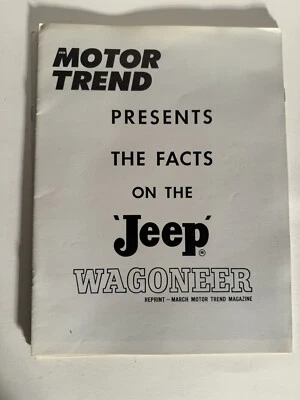 MOTOR
TREND
PRESENTS
THE FACTS
ON THE
'Jeep'®
WAGONEER
REPRINT — MARCH MOTOR TREND MAGAZINE